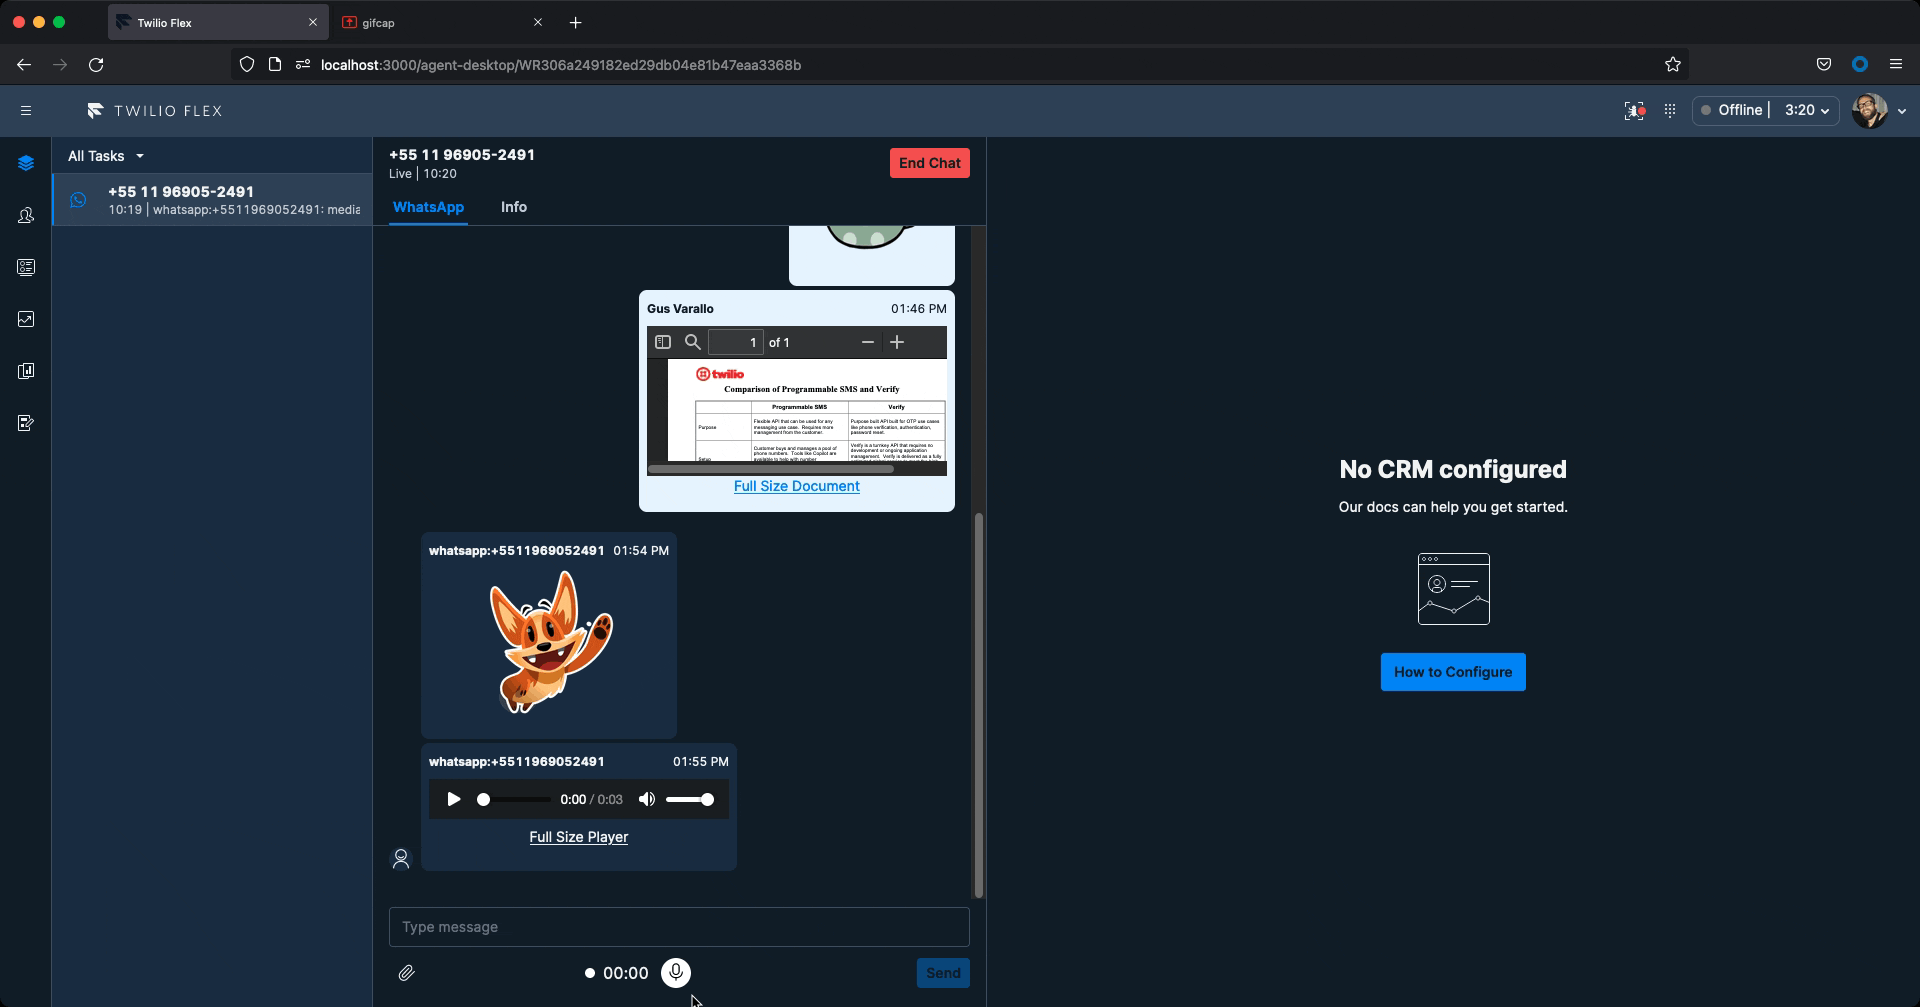 Twilio Flex
gifcap
localhost:3000/agent-desktop/WR306a249182ed29db04e81b47eaa3368b
TWILIO FLEX
Offline | 3:20
All Tasks
+55 11 96905-2491
10:19 | whatsapp:+5511969052491: media
+55 11 96905-2491
Live | 10:20
End Chat
WhatsApp
Info
Gus Varallo 01:46 PM
1 of 1
twilio
Comparison of Programmable SMS and Verify
Programmable SMS Verify
Purpose
Flexible API that can be used for any
messaging use case. Requires more
management from the customer.
Purpose built API built for OTP use cases
like phone verification, authentication,
password reset.
Setup
Customer buys and manages a pool of
phone numbers. Tools like Copilot are
available to help with number
Verify is a turnkey API that requires no
development or ongoing application
management. Verify is delivered as a fully
Full Size Document
whatsapp:+5511969052491 01:54 PM
whatsapp:+5511969052491 01:55 PM
0:00 / 0:03
Full Size Player
Type message
00:00
Send
No CRM configured
Our docs can help you get started.
How to Configure